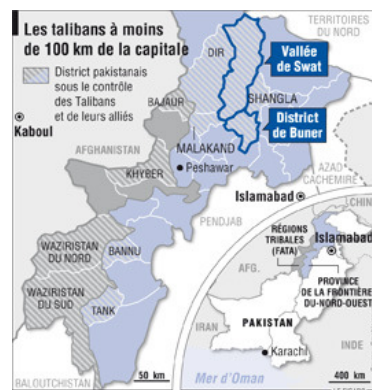 Les talibans à moins
de 100 km de la capitale
District pakistanais
sous le contrôle
des Talibans
et de leurs alliés
TERRITOIRES
DU NORD
DIR
Vallée
de Swat
BAJAUR
SHANGLA
Kaboul
District
de Buner
MALAKAND
AFGHANISTAN
Peshawar
KHYBER
AZAD
CACHEMIRE
Islamabad
PENDJAB
WAZIRISTAN
DU NORD
BANNU
WAZIRISTAN
DU SUD
TANK
BALOUTCHISTAN
50 km
CHINE
RÉGIONS
TRIBALES
(FATA)
Islamabad
AFG.
PROVINCE
DE LA FRONTIÈRE
DU-NORD-OUEST
IRAN
PAKISTAN
INDE
Karachi
Mer d'Oman
400 km